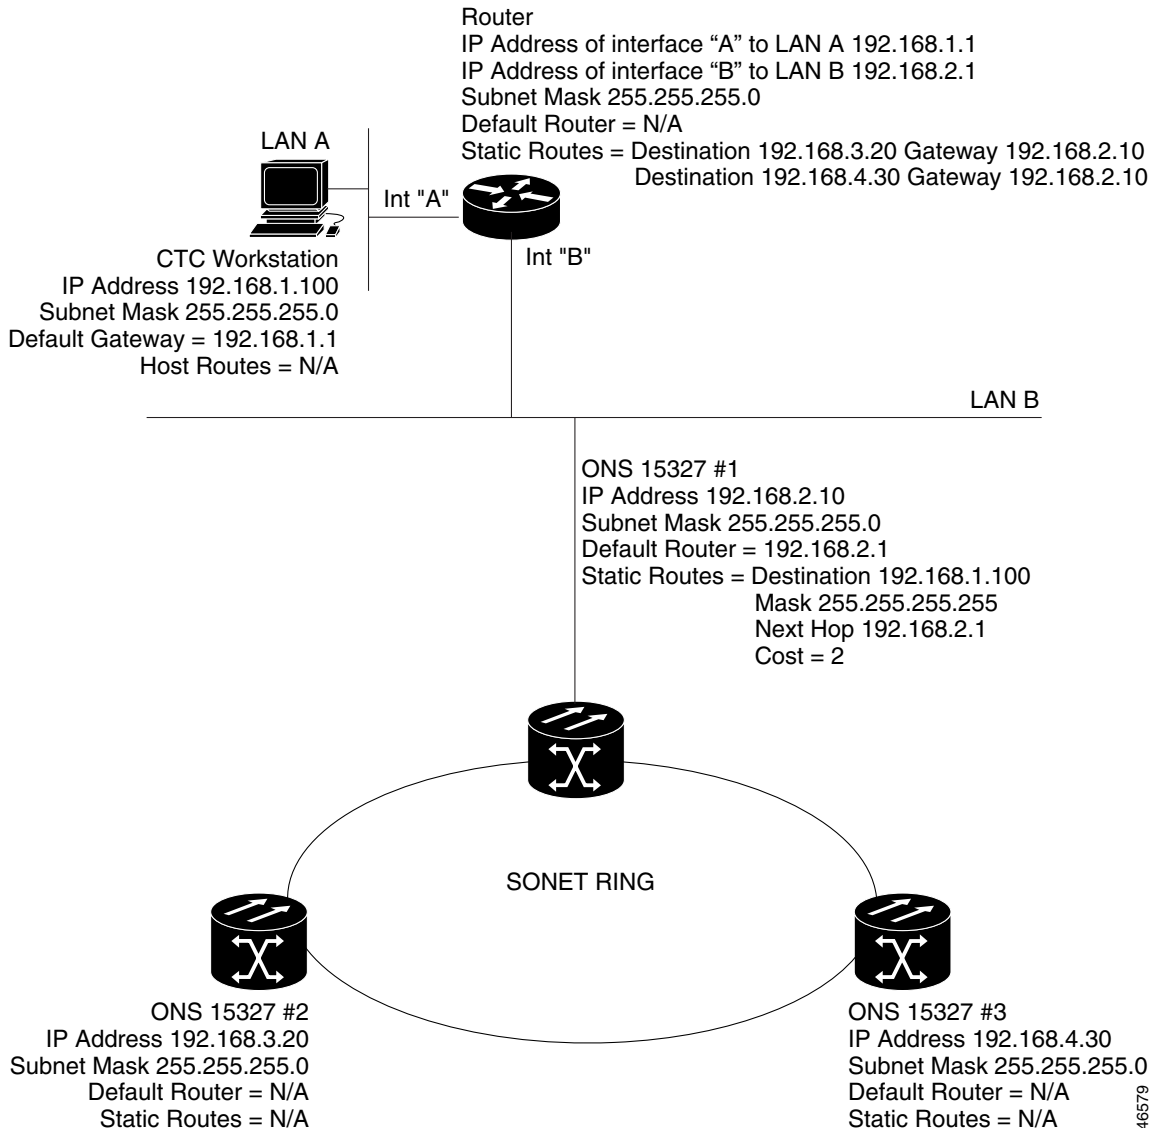 Router
IP Address of interface “A” to LAN A 192.168.1.1
IP Address of interface “B” to LAN B 192.168.2.1
Subnet Mask 255.255.255.0
Default Router = N/A
Static Routes = Destination 192.168.3.20 Gateway 192.168.2.10
Destination 192.168.4.30 Gateway 192.168.2.10
LAN A
Int "A"
Int "B"
CTC Workstation
IP Address 192.168.1.100
Subnet Mask 255.255.255.0
Default Gateway = 192.168.1.1
Host Routes = N/A
LAN B
ONS 15327 #1
IP Address 192.168.2.10
Subnet Mask 255.255.255.0
Default Router = 192.168.2.1
Static Routes = Destination 192.168.1.100
Mask 255.255.255.255
Next Hop 192.168.2.1
Cost = 2
SONET RING
ONS 15327 #2
IP Address 192.168.3.20
Subnet Mask 255.255.255.0
Default Router = N/A
Static Routes = N/A
ONS 15327 #3
IP Address 192.168.4.30
Subnet Mask 255.255.255.0
Default Router = N/A
Static Routes = N/A
46579